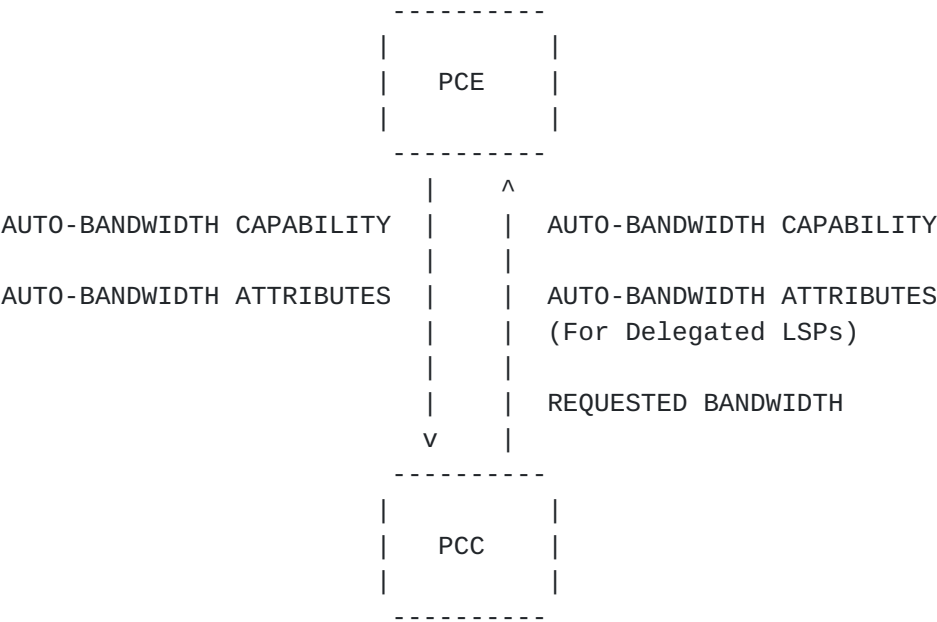 PCE
AUTO-BANDWIDTH CAPABILITY AUTO-BANDWIDTH CAPABILITY
AUTO-BANDWIDTH ATTRIBUTES AUTO-BANDWIDTH ATTRIBUTES
(For Delegated LSPs)
REQUESTED BANDWIDTH
PCC